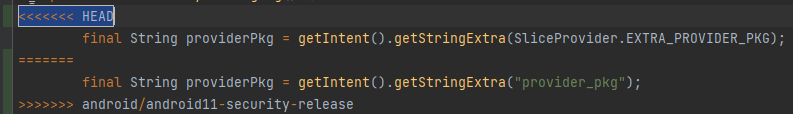 <<<<<<< HEAD
        final String providerPkg = getIntent().getStringExtra(SliceProvider.EXTRA_PROVIDER_PKG);
=======
        final String providerPkg = getIntent().getStringExtra("provider_pkg");
>>>>>>> android/android11-security-release